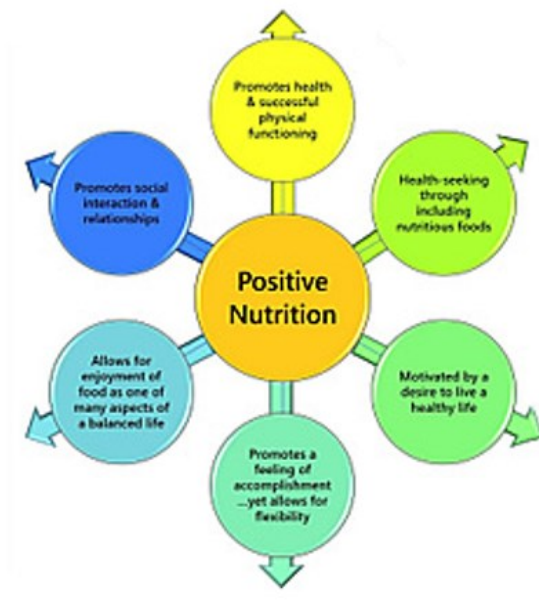 Promotes health
& successful
physical
functioning
Health-seeking
through
including
nutritious foods
Motivated by a
desire to live a
healthy life
Promotes a
feeling of
accomplishment
...yet allows for
flexibility
Allows for
enjoyment of
food as one of
many aspects of
a balanced life
Promotes social
interaction &
relationships
Positive
Nutrition